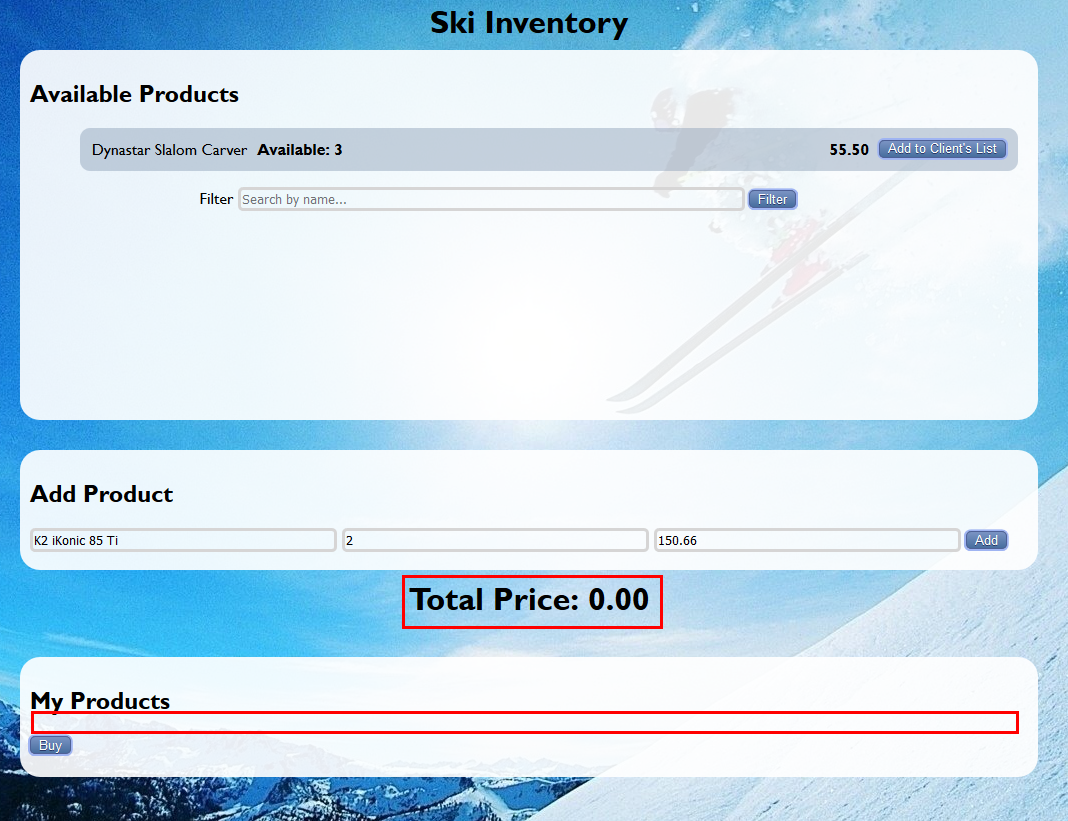 Ski Inventory
Available Products
Dynastar Slalom Carver Available: 3 55.50 Add to Client's List
Filter Search by name... Filter
Add Product
K2 iKonic 85 Ti 2 150.66 Add
Total Price: 0.00
My Products
Buy